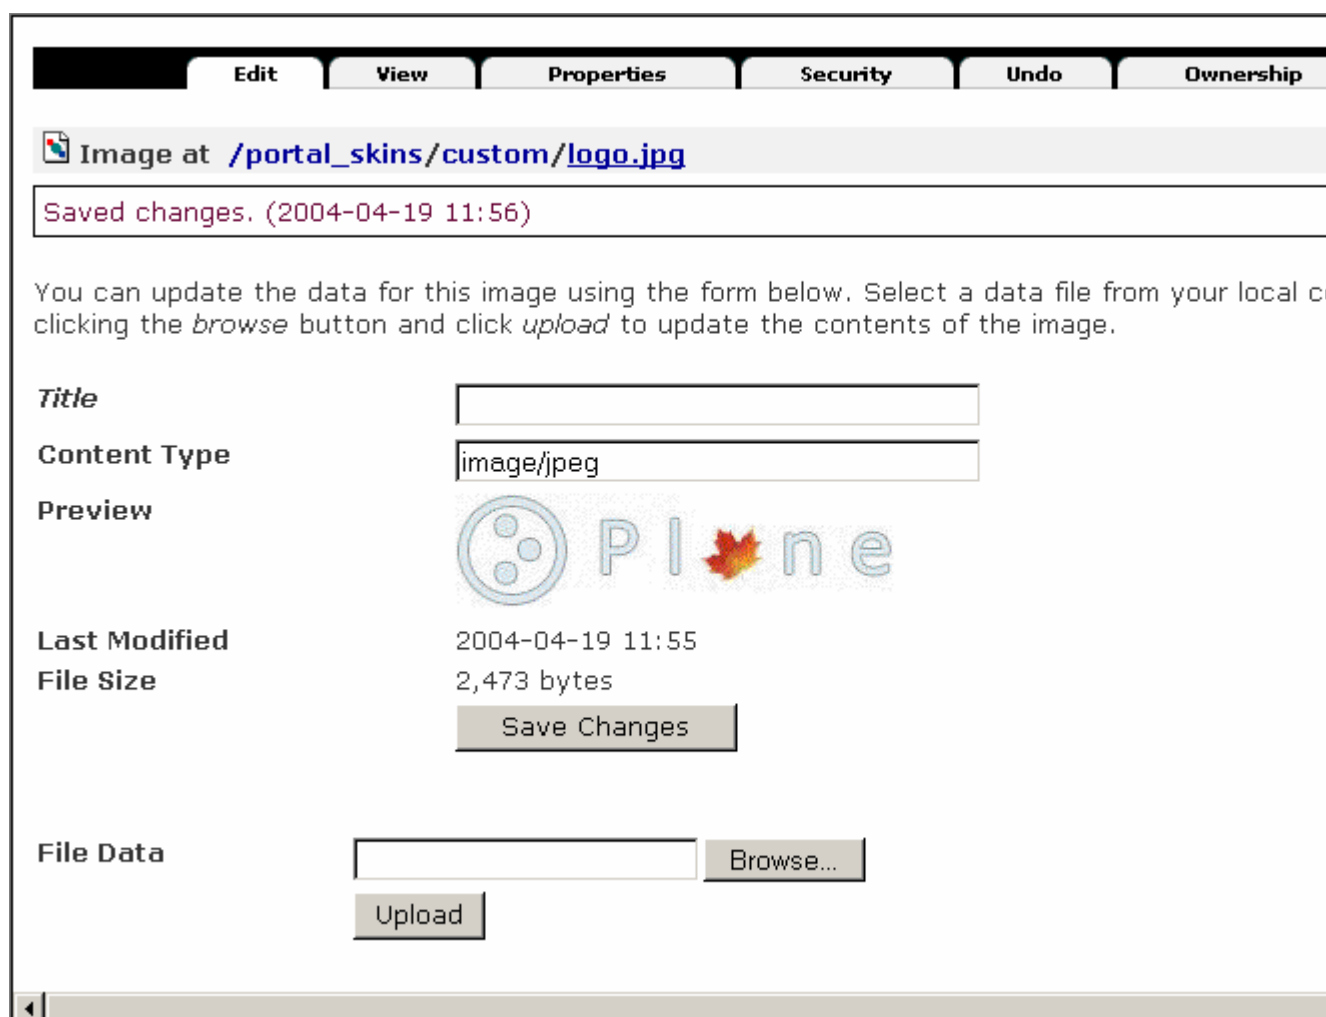 Edit View Properties Security Undo Ownership
Image at /portal_skins/custom/logo.jpg
Saved changes. (2004-04-19 11:56)
You can update the data for this image using the form below. Select a data file from your local
clicking the browse button and click upload to update the contents of the image.
Title
Content Type image/jpeg
Preview Pl ne
Last Modified 2004-04-19 11:55
File Size 2,473 bytes
Save Changes
File Data Browse...
Upload